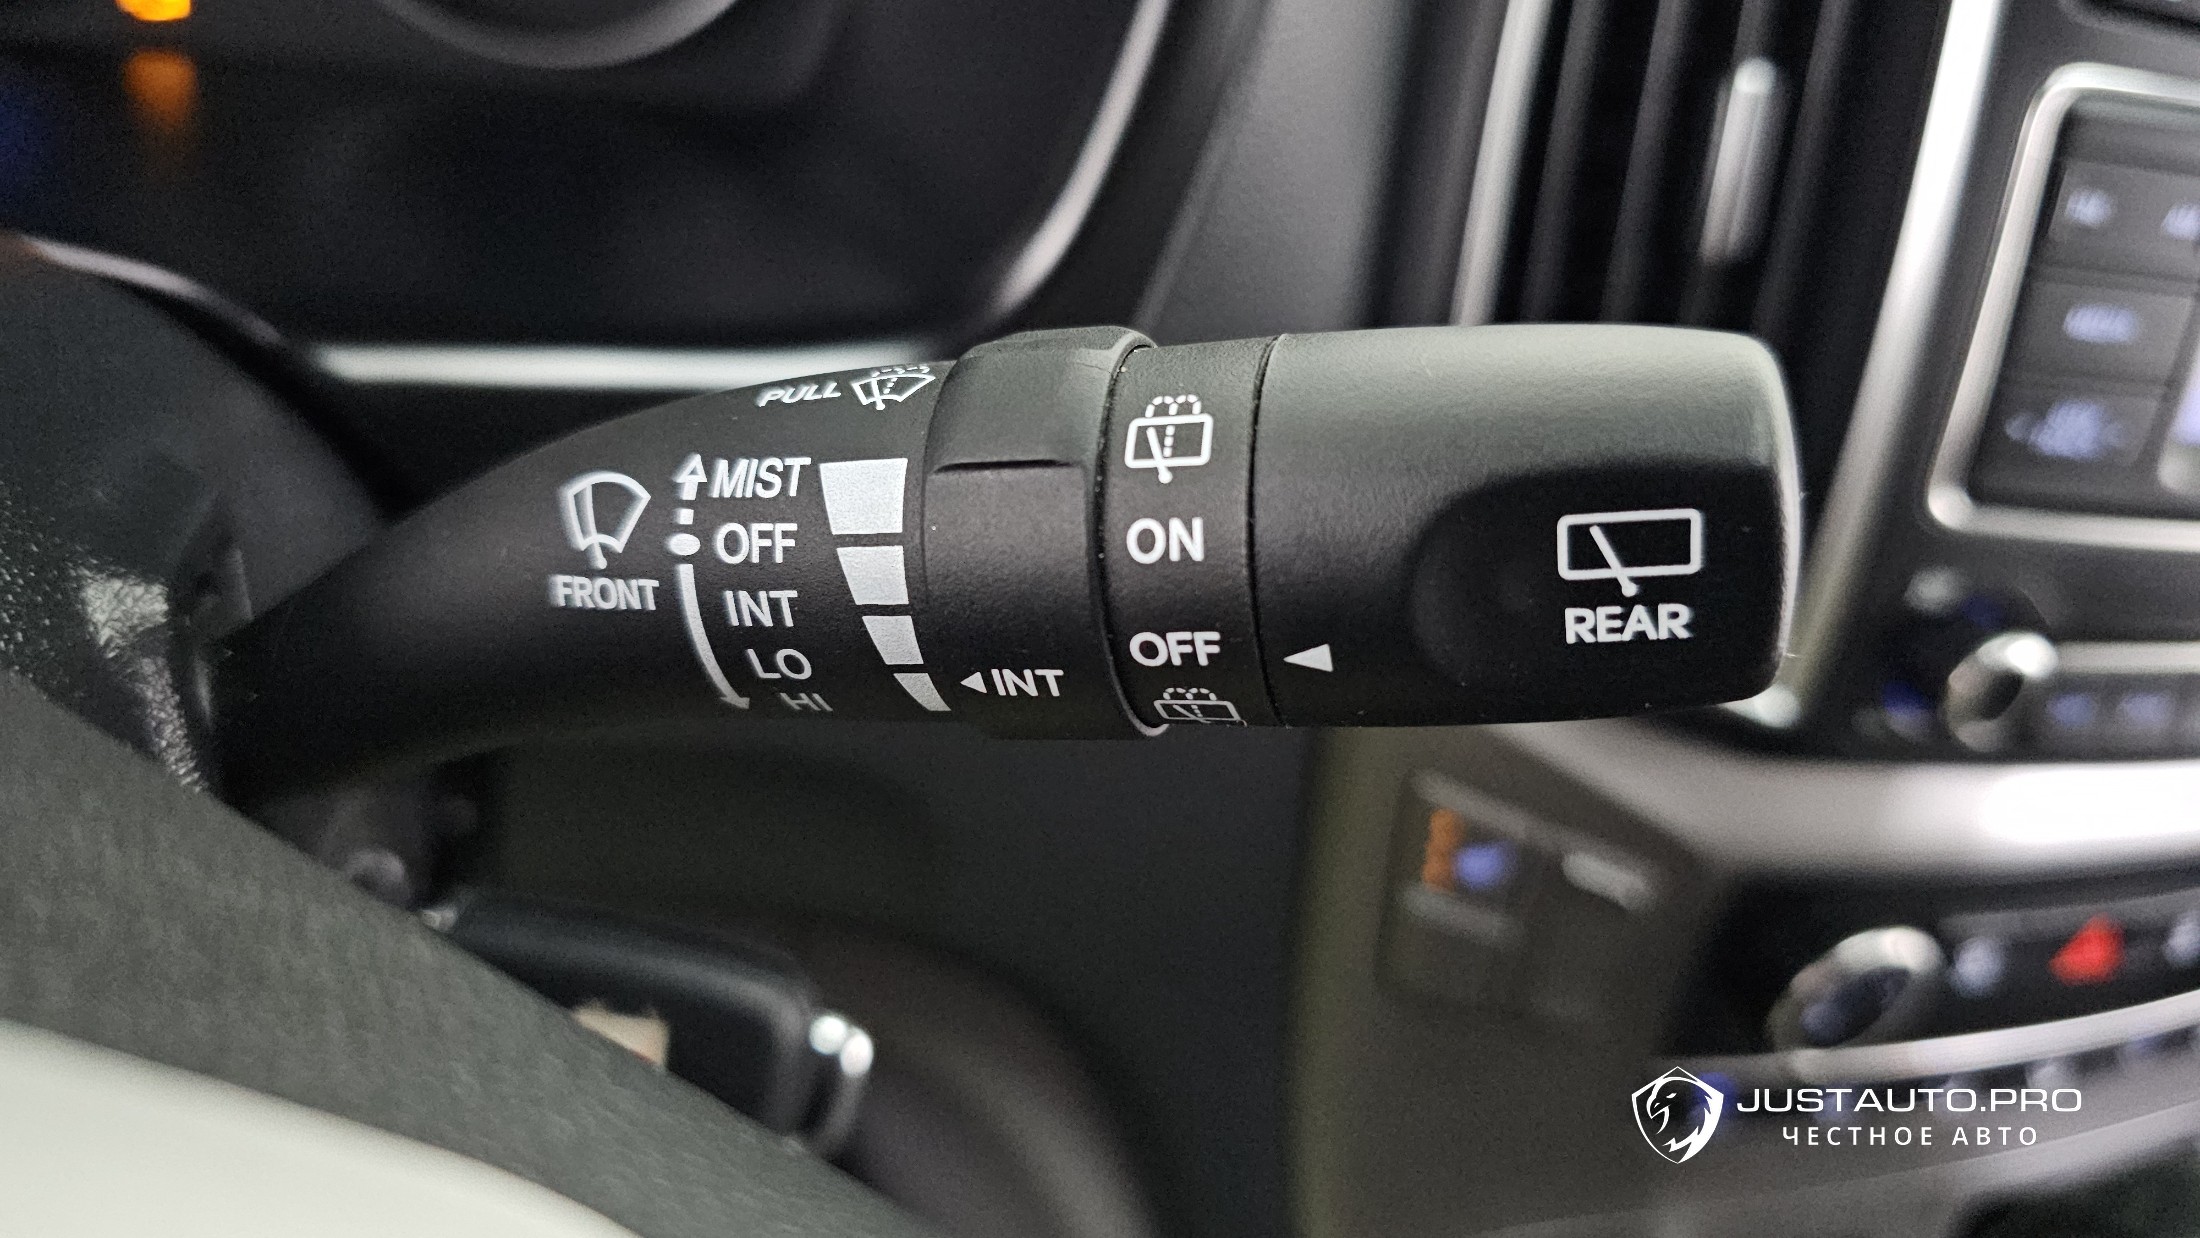 PULL
MIST
OFF
INT
LO
HI
FRONT
INT
ON
OFF
REAR
JUSTAUTO.PRO
ЧЕСТНОЕ АВТО